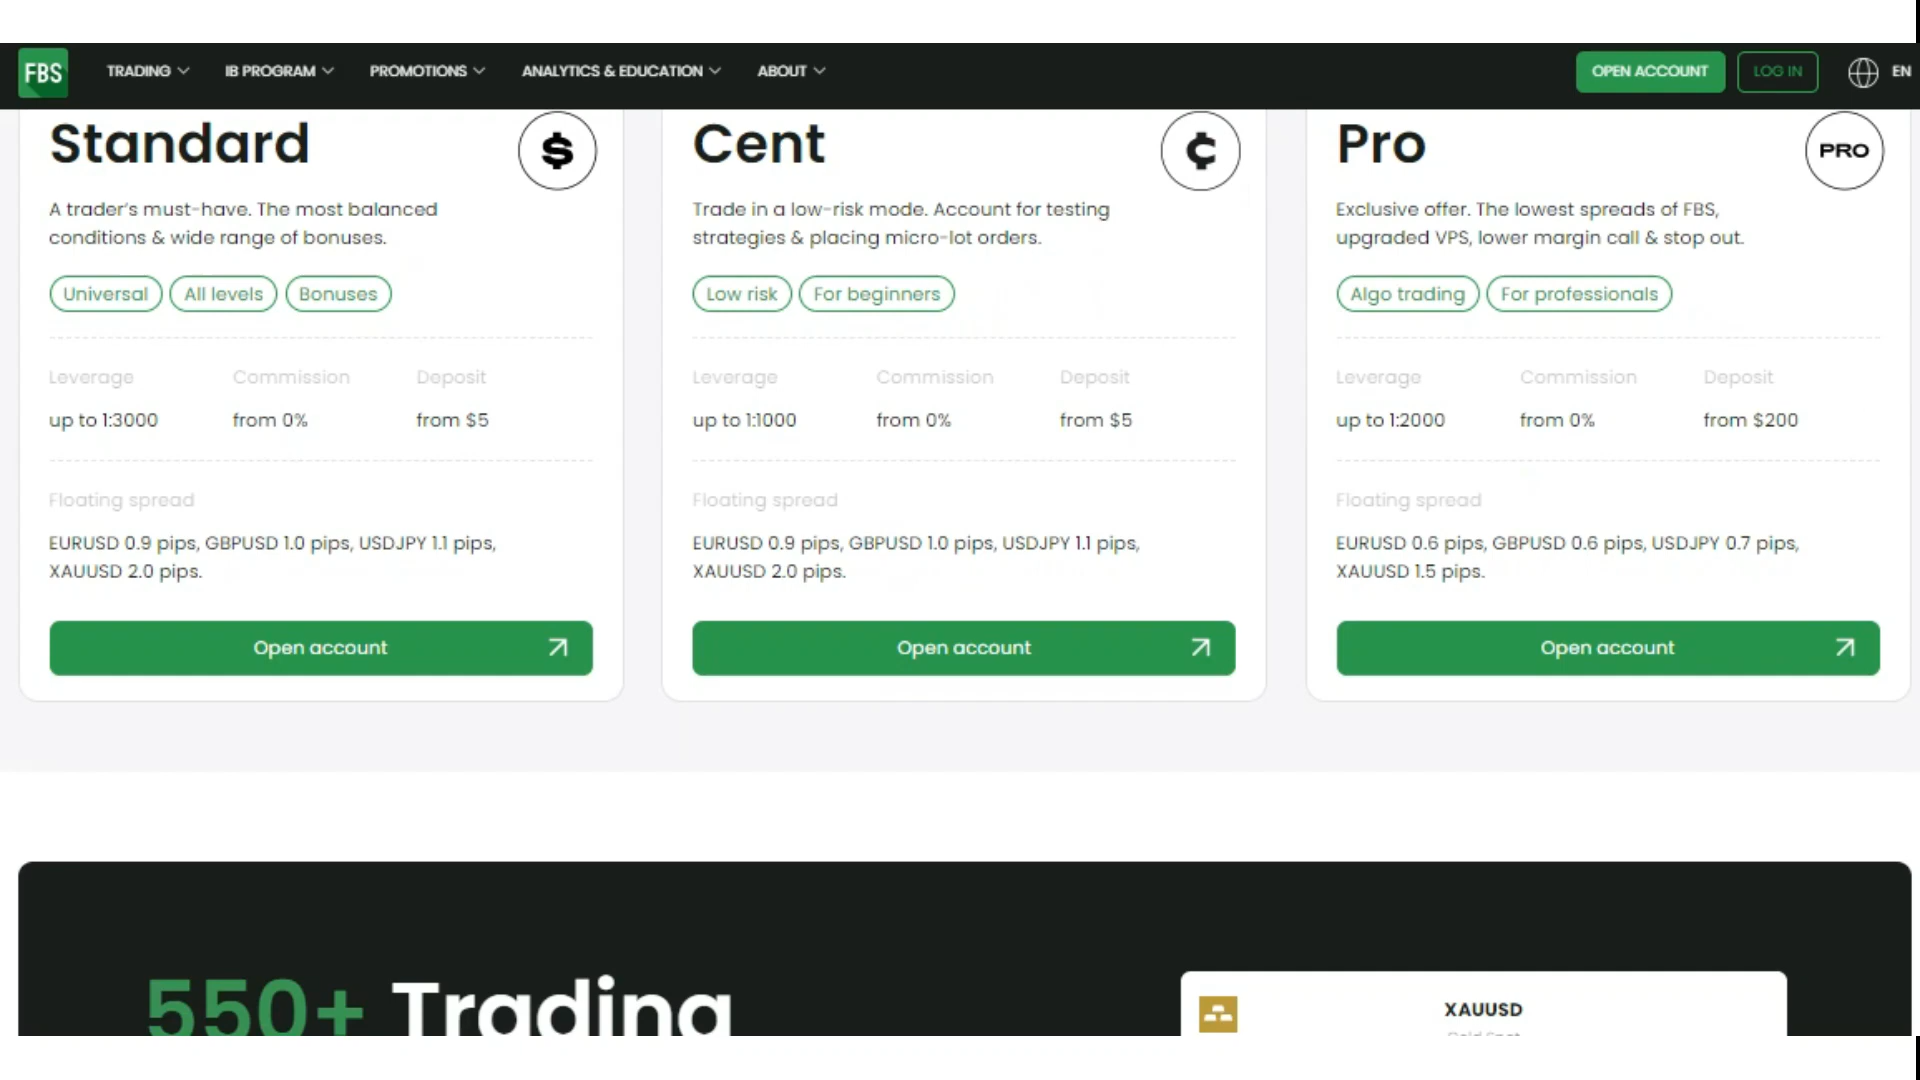 FBS
TRADING
IB PROGRAM
PROMOTIONS
ANALYTICS & EDUCATION
ABOUT
OPEN ACCOUNT
LOG IN
EN
Standard
$
A trader's must-have. The most balanced
conditions & wide range of bonuses.
Universal
All levels
Bonuses
Leverage
Commission
Deposit
up to 1:3000
from 0%
from $5
Floating spread
EURUSD 0.9 pips, GBPUSD 1.0 pips, USDJPY 1.1 pips,
XAUUSD 2.0 pips.
Open account
Cent
¢
Trade in a low-risk mode. Account for testing
strategies & placing micro-lot orders.
Low risk
For beginners
Leverage
Commission
Deposit
up to 1:1000
from 0%
from $5
Floating spread
EURUSD 0.9 pips, GBPUSD 1.0 pips, USDJPY 1.1 pips,
XAUUSD 2.0 pips.
Open account
Pro
PRO
Exclusive offer. The lowest spreads of FBS,
upgraded VPS, lower margin call & stop out.
Algo trading
For professionals
Leverage
Commission
Deposit
up to 1:2000
from 0%
from $200
Floating spread
EURUSD 0.6 pips, GBPUSD 0.6 pips, USDJPY 0.7 pips,
XAUUSD 1.5 pips.
Open account
550+ Trading
XAUUSD